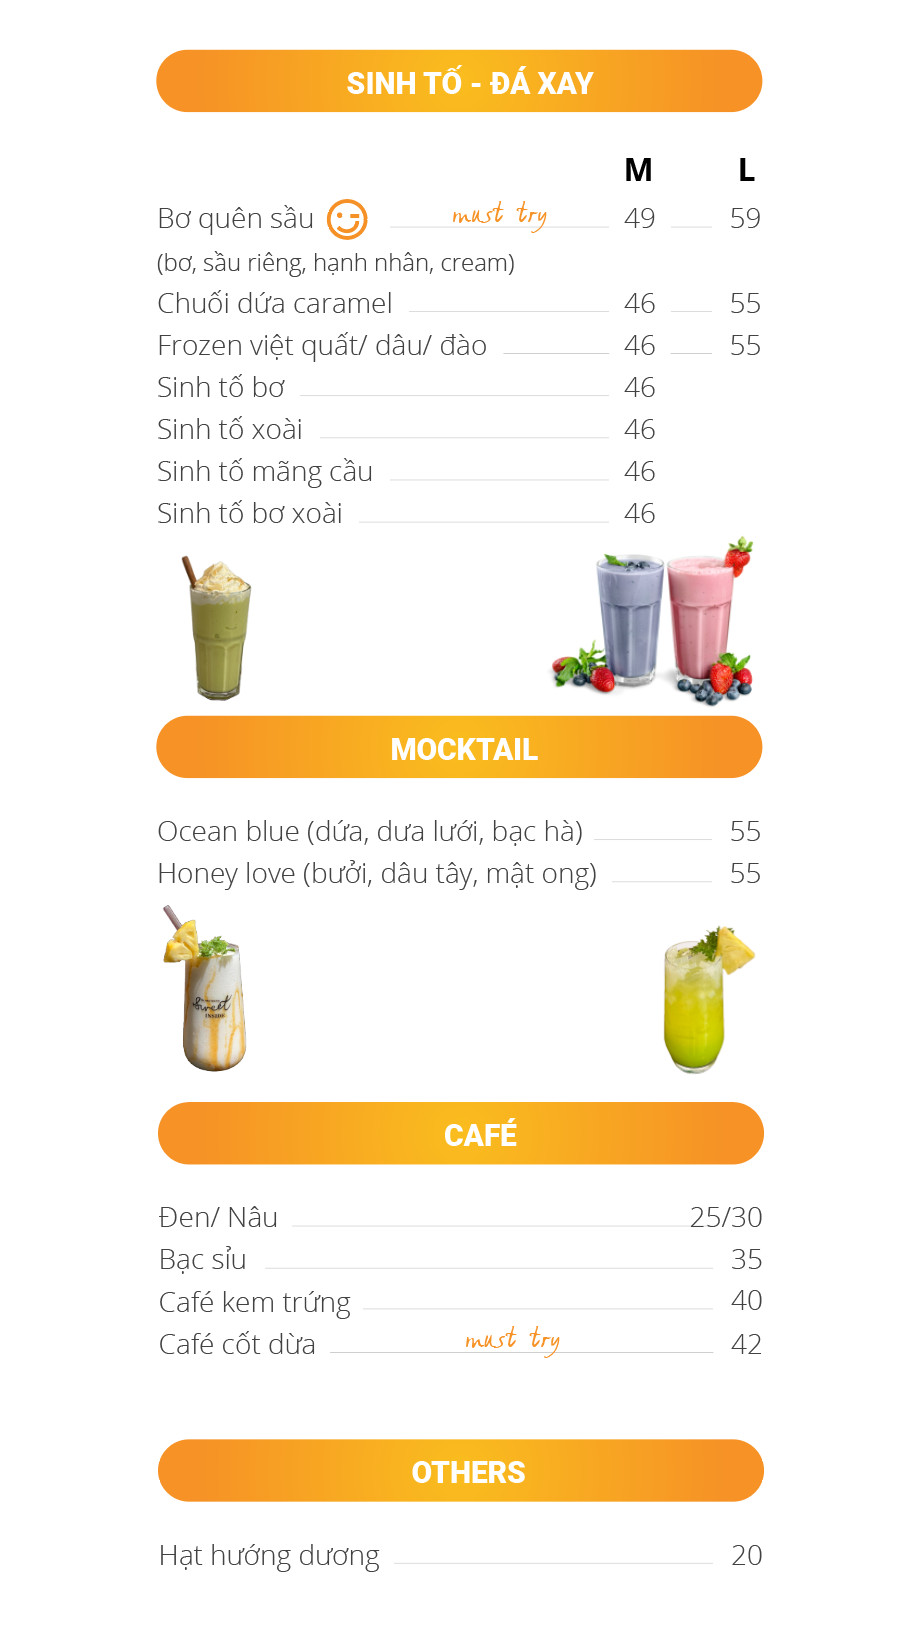 SINH TỐ - ĐÁ XAY
M L
Bơ quên sầu must try 49 59
(bơ, sầu riêng, hạnh nhân, cream)
Chuối dứa caramel 46 55
Frozen việt quất/ dâu/ đào 46 55
Sinh tố bơ 46
Sinh tố xoài 46
Sinh tố mãng cầu 46
Sinh tố bơ xoài 46
MOCKTAIL
Ocean blue (dứa, dưa lưới, bạc hà) 55
Honey love (bưởi, dâu tây, mật ong) 55
Sweet
INSIDE
CAFÉ
Đen/ Nâu 25/30
Bạc sỉu 35
Café kem trứng 40
Café cốt dừa must try 42
OTHERS
Hạt hướng dương 20